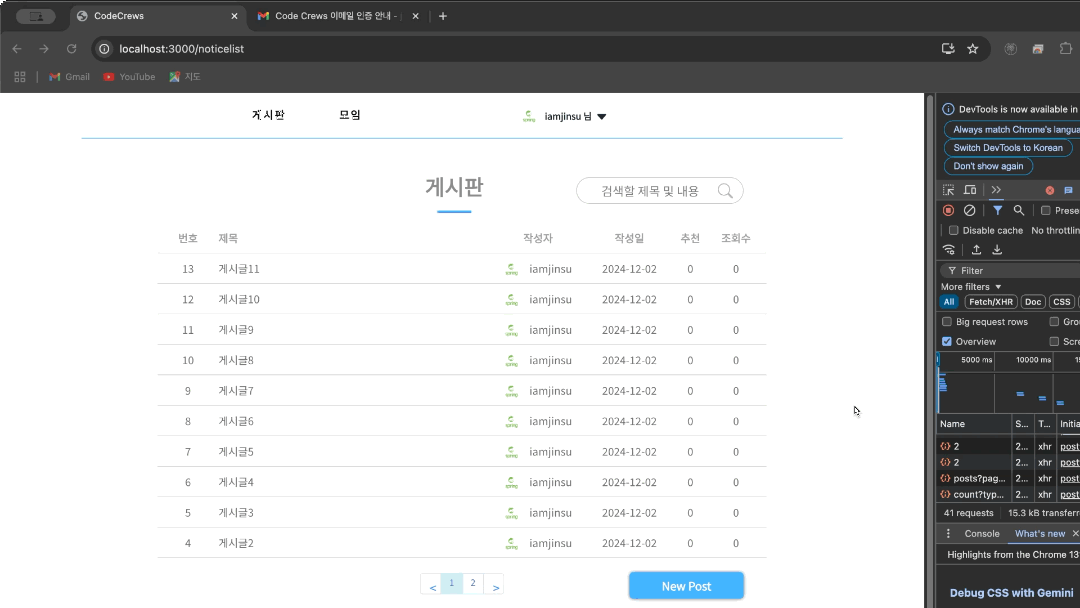 CodeCrews
Code Crews 이메일 인증 안내 -
localhost:3000/noticelist
Gmail YouTube 지도
게시판 모임 iamjinsu 님
게시판
검색할 제목 및 내용
번호 제목 작성자 작성일 추천 조회수
13 게시글11 iamjinsu 2024-12-02 0 0
12 게시글10 iamjinsu 2024-12-02 0 0
11 게시글9 iamjinsu 2024-12-02 0 0
10 게시글8 iamjinsu 2024-12-02 0 0
9 게시글7 iamjinsu 2024-12-02 0 0
8 게시글6 iamjinsu 2024-12-02 0 0
7 게시글5 iamjinsu 2024-12-02 0 0
6 게시글4 iamjinsu 2024-12-02 0 0
5 게시글3 iamjinsu 2024-12-02 0 0
4 게시글2 iamjinsu 2024-12-02 0 0
< 1 2 >
New Post
DevTools is now available in
Always match Chrome's langua
Switch DevTools to Korean
Don't show again
Prese
Disable cache No throttlin
Filter
More filters
All Fetch/XHR Doc CSS
Big request rows Grou
Overview Scre
5000 ms 10000 ms 15
Name S... T... Initia
2 2... xhr post
2 2... xhr post
posts?pag... 2... xhr post
count?typ... 2... xhr post
41 requests 15.3 kB transferre
Console What's new
Highlights from the Chrome 13
Debug CSS with Gemini